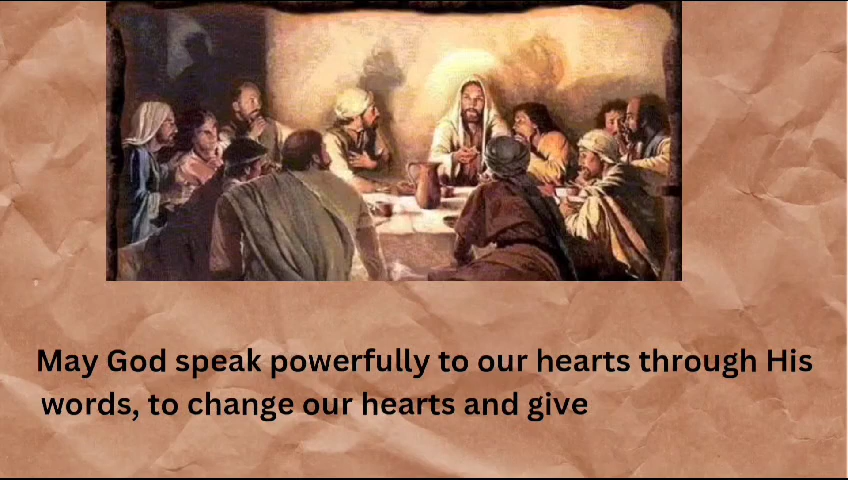 May God speak powerfully to our hearts through His
words, to change our hearts and give